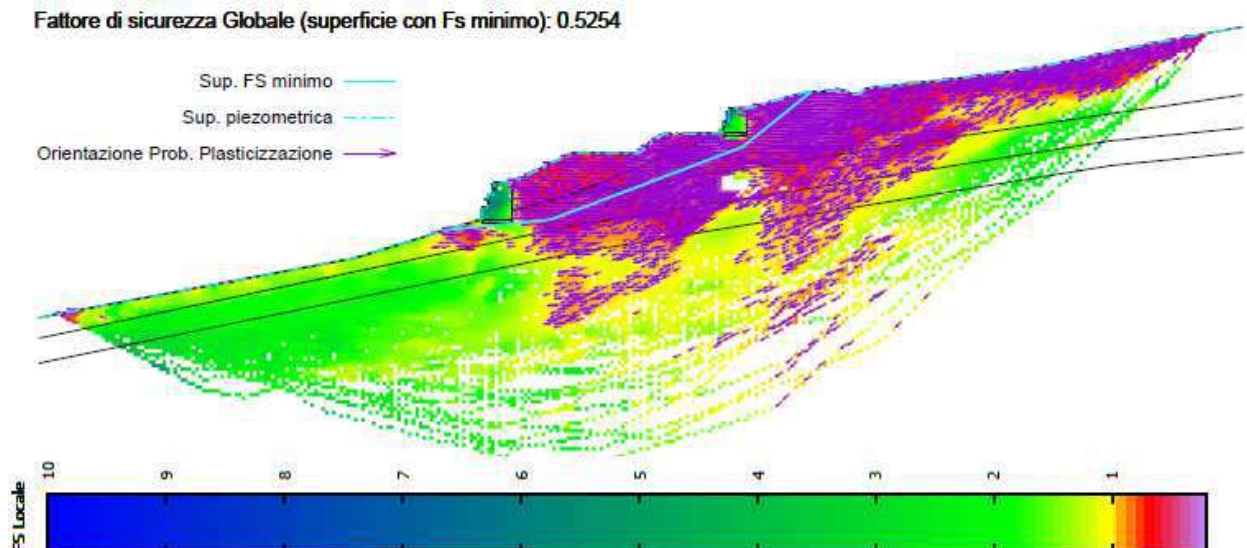 Fattore di sicurezza Globale (superficie con Fs minimo): 0.5254
Sup. FS minimo
Sup. piezometrica
Orientazione Prob. Plasticizzazione
10 9 8 7 6 5 4 3 2 1
FS Locale